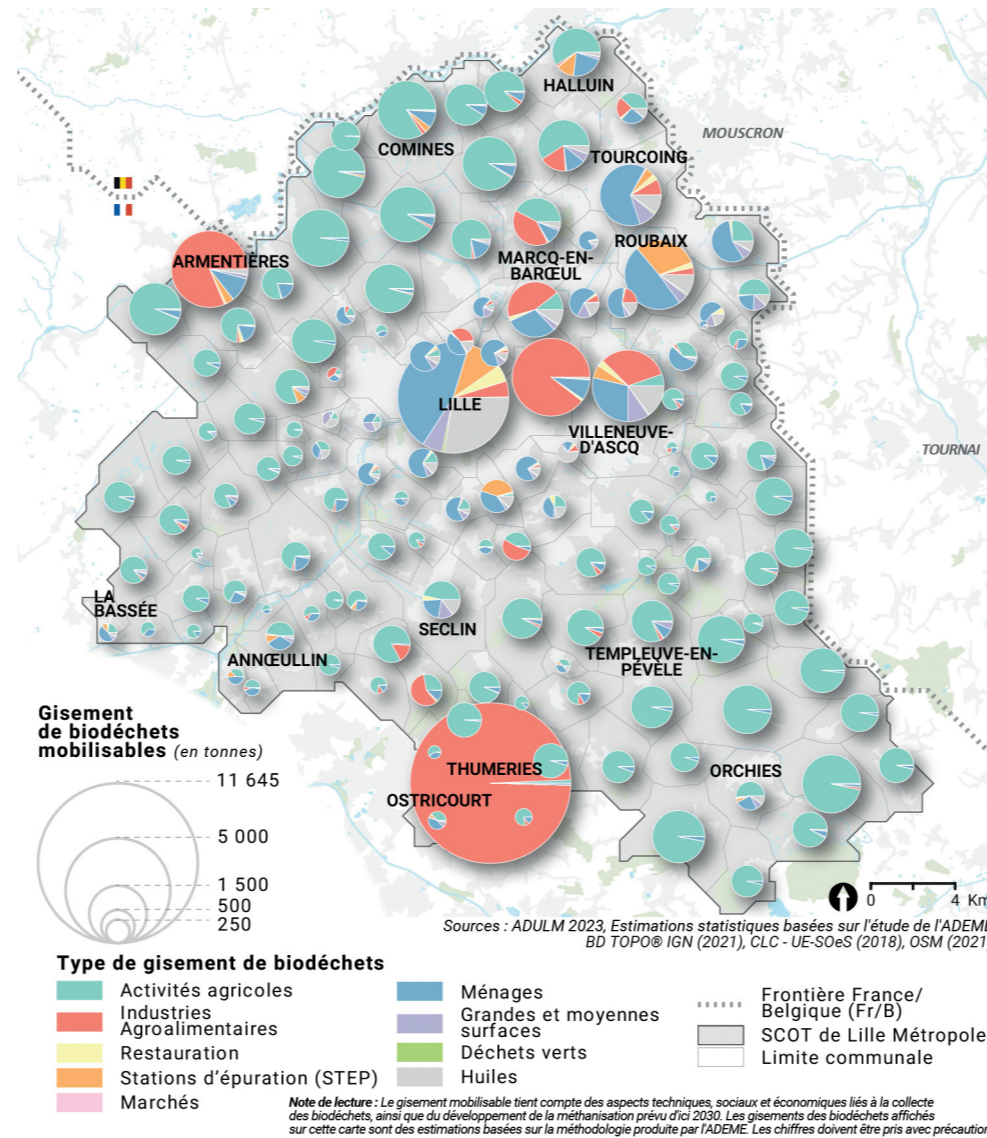 HALLUIN
COMINES
MOUSCRON
TOURCOING
ARMENTIÈRES
MARCQ-EN-
BARŒUL
ROUBAIX
LILLE
VILLENEUVE-
D'ASCQ
TOURNAI
LA
BASSÉE
ANNŒULLIN
SECLIN
TEMPLEUVE-EN-
PÉVÈLE
THUMERIES
OSTRICOURT
ORCHIES
Gisement
de biodéchets
mobilisables (en tonnes)
11 645
5 000
1 500
500
250
0 4 Km
Sources : ADULM 2023, Estimations statistiques basées sur l'étude de l'ADEME
BD TOPO® IGN (2021), CLC - UE-SOeS (2018), OSM (2021)
Type de gisement de biodéchets
Activités agricoles
Industries
Agroalimentaires
Restauration
Stations d'épuration (STEP)
Marchés
Ménages
Grandes et moyennes
surfaces
Déchets verts
Huiles
Frontière France/
Belgique (Fr/B)
SCOT de Lille Métropole
Limite communale
Note de lecture : Le gisement mobilisable tient compte des aspects techniques, sociaux et économiques liés à la collecte
des biodéchets, ainsi que du développement de la méthanisation prévu d'ici 2030. Les gisements des biodéchets affichés
sur cette carte sont des estimations basées sur la méthodologie produite par l'ADEME. Les chiffres doivent être pris avec précaution